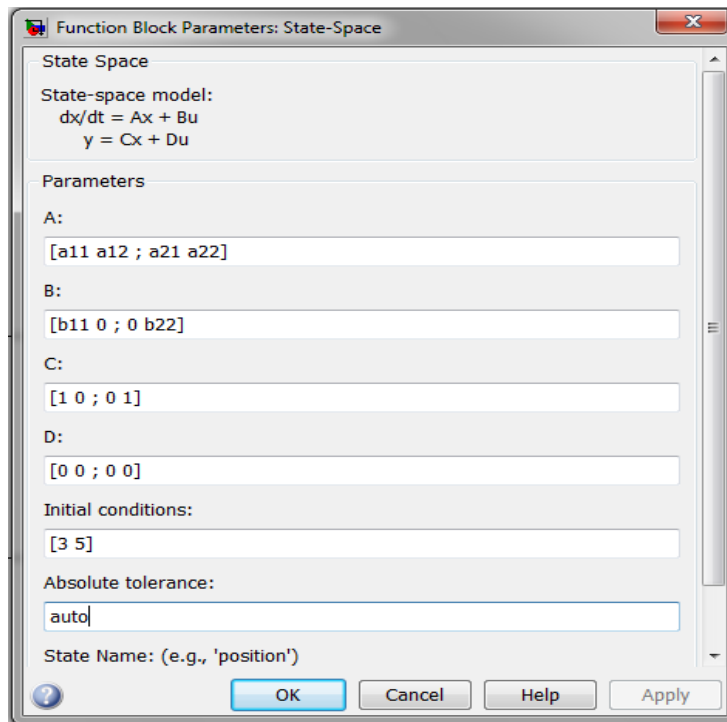 Function Block Parameters: State-Space
State Space
State-space model:
dx/dt = Ax + Bu
y = Cx + Du
Parameters
A:
[a11 a12 ; a21 a22]
B:
[b11 0 ; 0 b22]
C:
[1 0 ; 0 1]
D:
[0 0 ; 0 0]
Initial conditions:
[3 5]
Absolute tolerance:
auto
State Name: (e.g., 'position')
OK Cancel Help Apply